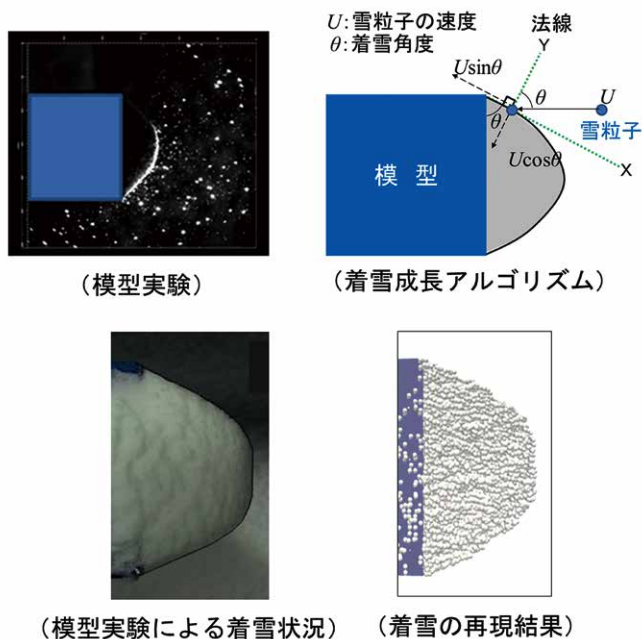 U:雪粒子の速度
θ:着雪角度
法線
Y
Usinθ
θ
U
θ
雪粒子
Ucosθ
X
模 型
(模型実験)
(着雪成長アルゴリズム)
(模型実験による着雪状況)
(着雪の再現結果)